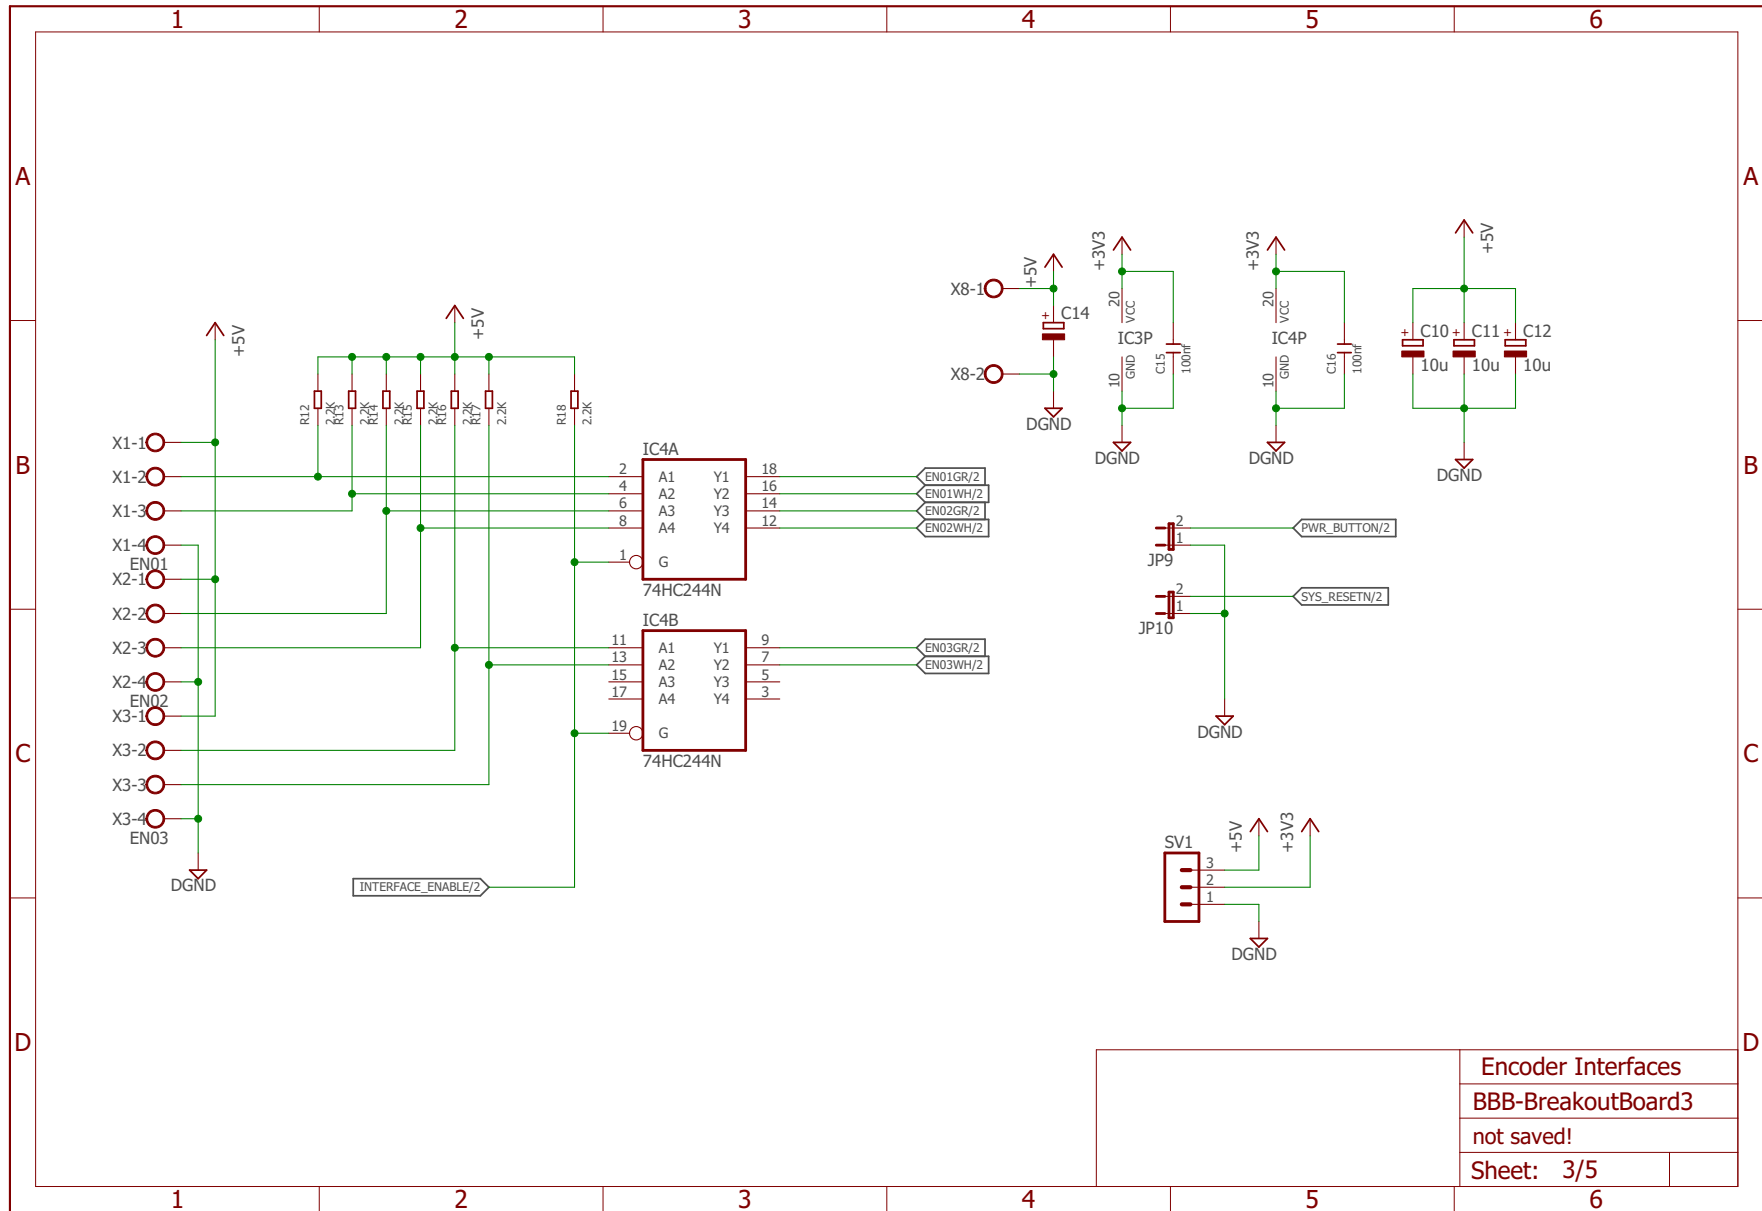 1 2 3 4 5 6
A A
+5V
+3V3
+3V3
+5V
X8-1
C14
+
20
VCC
IC3P
GND
10
C15
100nf
20
VCC
IC4P
GND
10
C16
100nf
+ C10 + C11 + C12
10u 10u 10u
X8-2
DGND
DGND
DGND
DGND
+5V
+5V
R12 2.2K
R13 2.2K
R14 2.2K
R15 2.2K
R16 2.2K
R17 2.2K
R18 2.2K
B B
X1-1
X1-2
X1-3
X1-4
EN01
X2-1
X2-2
X2-3
X2-4
EN02
X3-1
X3-2
X3-3
X3-4
EN03
DGND
INTERFACE_ENABLE/2
IC4A
2 A1 Y1 18 EN01GR/2
4 A2 Y2 16 EN01WH/2
6 A3 Y3 14 EN02GR/2
8 A4 Y4 12 EN02WH/2
1 G
74HC244N
IC4B
11 A1 Y1 9 EN03GR/2
13 A2 Y2 7 EN03WH/2
15 A3 Y3 5
17 A4 Y4 3
19 G
74HC244N
2 PWR_BUTTON/2
1
JP9
2 SYS_RESETN/2
1
JP10
DGND
C C
+5V
+3V3
SV1
3
2
1
DGND
D D
Encoder Interfaces
BBB-BreakoutBoard3
not saved!
Sheet: 3/5
1 2 3 4 5 6